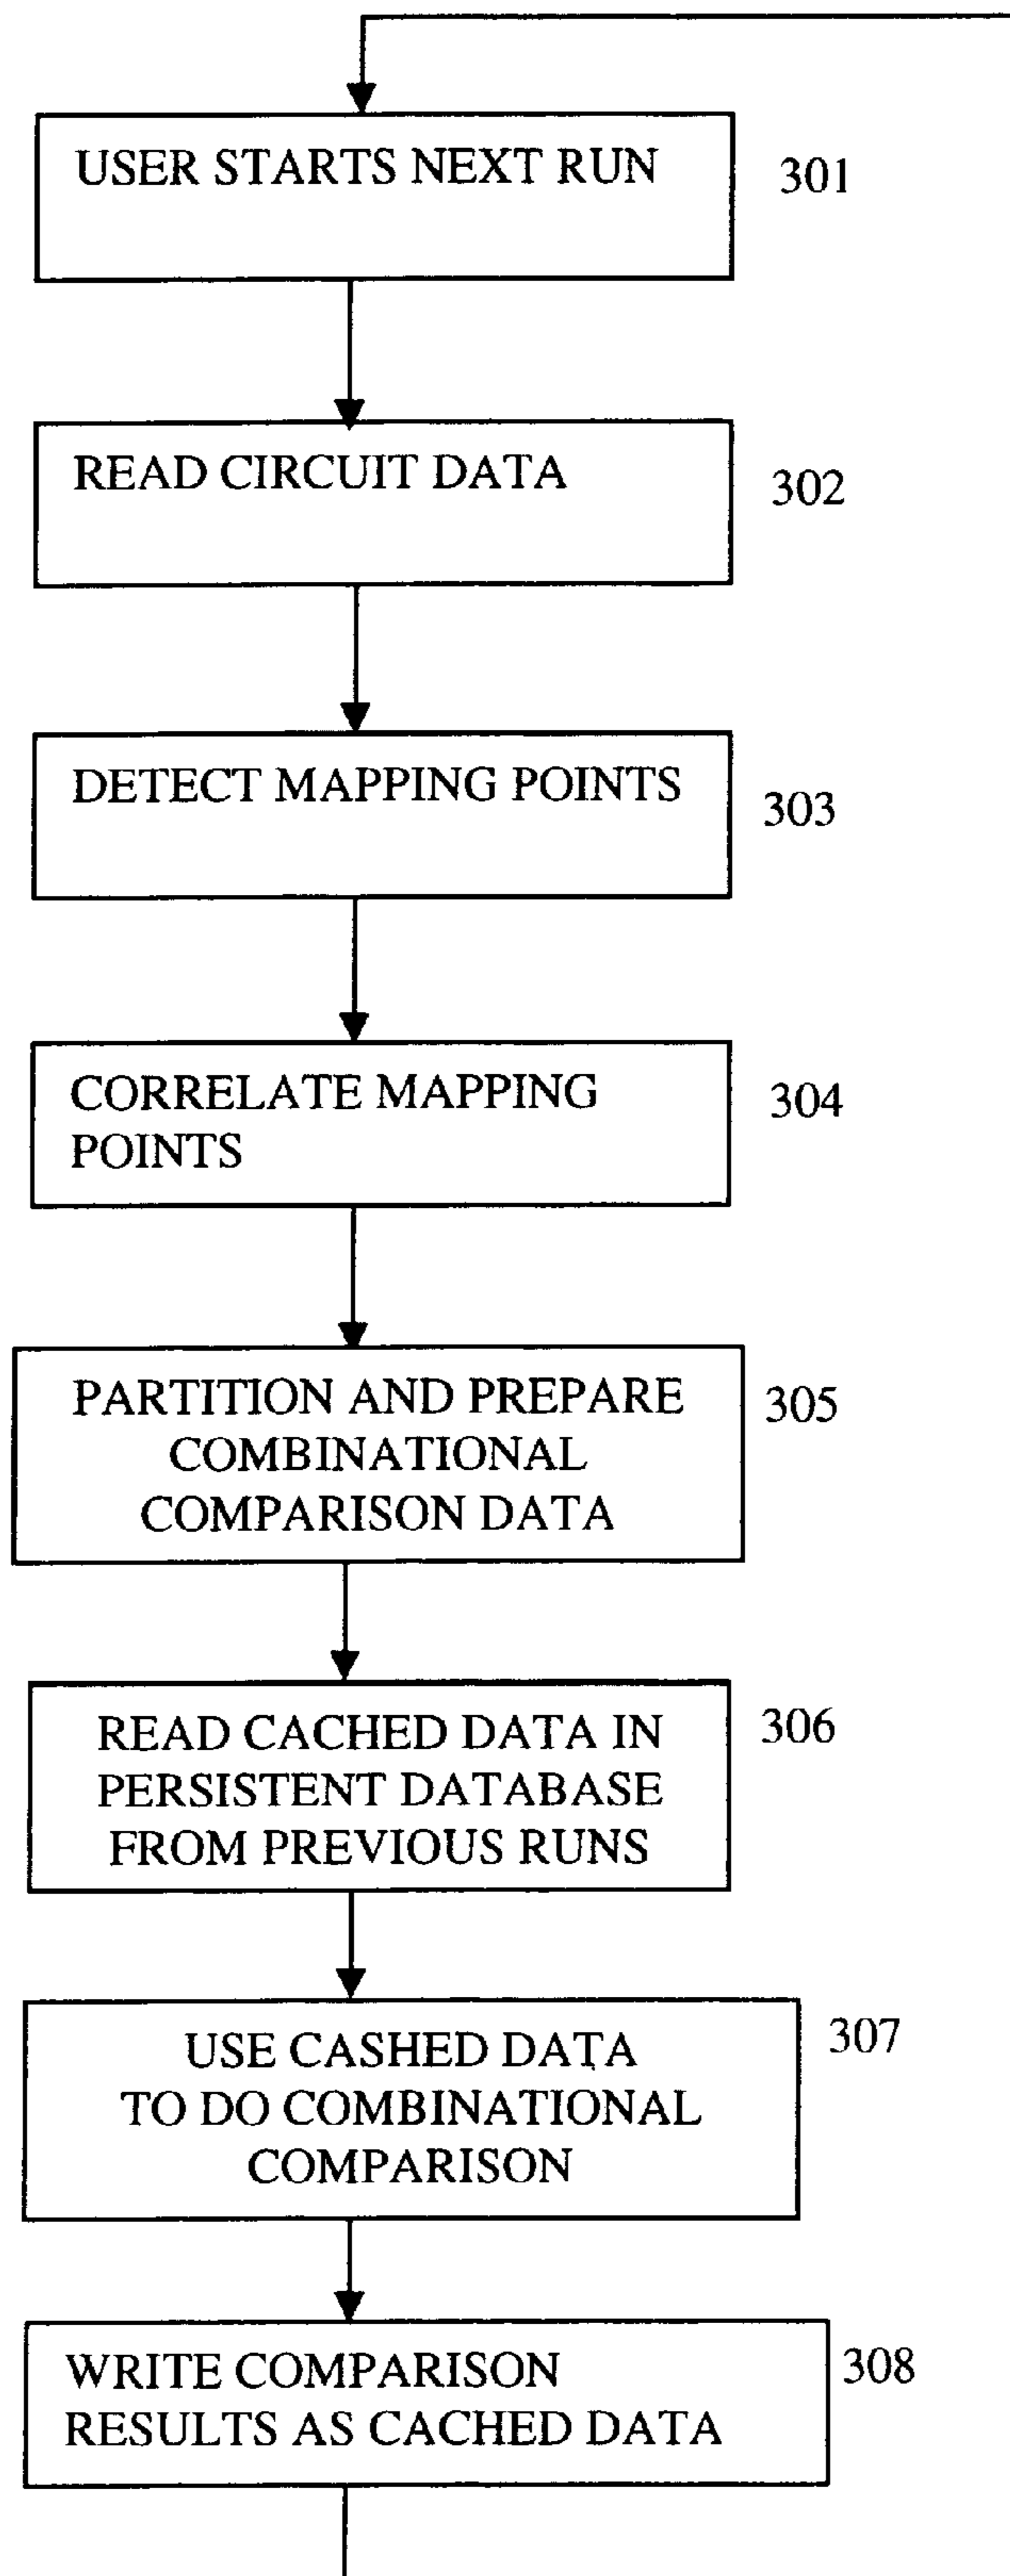 USER STARTS NEXT RUN
301
READ CIRCUIT DATA
302
DETECT MAPPING POINTS
303
CORRELATE MAPPING
POINTS
304
PARTITION AND PREPARE
COMBINATIONAL
COMPARISON DATA
305
READ CACHED DATA IN
PERSISTENT DATABASE
FROM PREVIOUS RUNS
306
USE CASHED DATA
TO DO COMBINATIONAL
COMPARISON
307
WRITE COMPARISON
RESULTS AS CACHED DATA
308